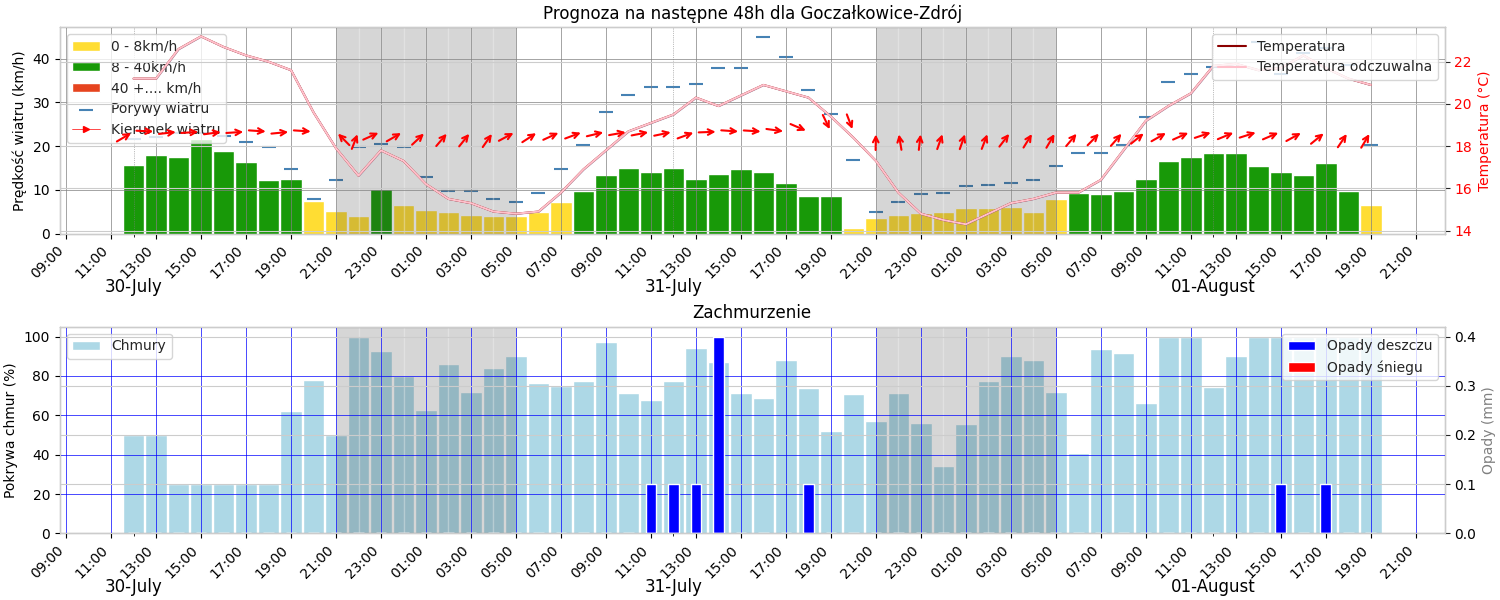 Prognoza na następne 48h dla Goczałkowice-Zdrój
Prędkość wiatru (km/h)
40
30
20
10
0
0 - 8km/h
8 - 40km/h
40 +.... km/h
Porywy wiatru
Kierunek wiatru
Temperatura
Temperatura odczuwalna
22
20
18
16
14
Temperatura (°C)
09:00 11:00 13:00 15:00 17:00 19:00 21:00 23:00 01:00 03:00 05:00 07:00 09:00 11:00 13:00 15:00 17:00 19:00 21:00 23:00 01:00 03:00 05:00 07:00 09:00 11:00 13:00 15:00 17:00 19:00 21:00
30-July 31-July 01-August
Zachmurzenie
Pokrywa chmur (%)
100
80
60
40
20
0
Chmury
Opady deszczu
Opady śniegu
0.4
0.3
0.2
0.1
0.0
Opady (mm)
09:00 11:00 13:00 15:00 17:00 19:00 21:00 23:00 01:00 03:00 05:00 07:00 09:00 11:00 13:00 15:00 17:00 19:00 21:00 23:00 01:00 03:00 05:00 07:00 09:00 11:00 13:00 15:00 17:00 19:00 21:00
30-July 31-July 01-August